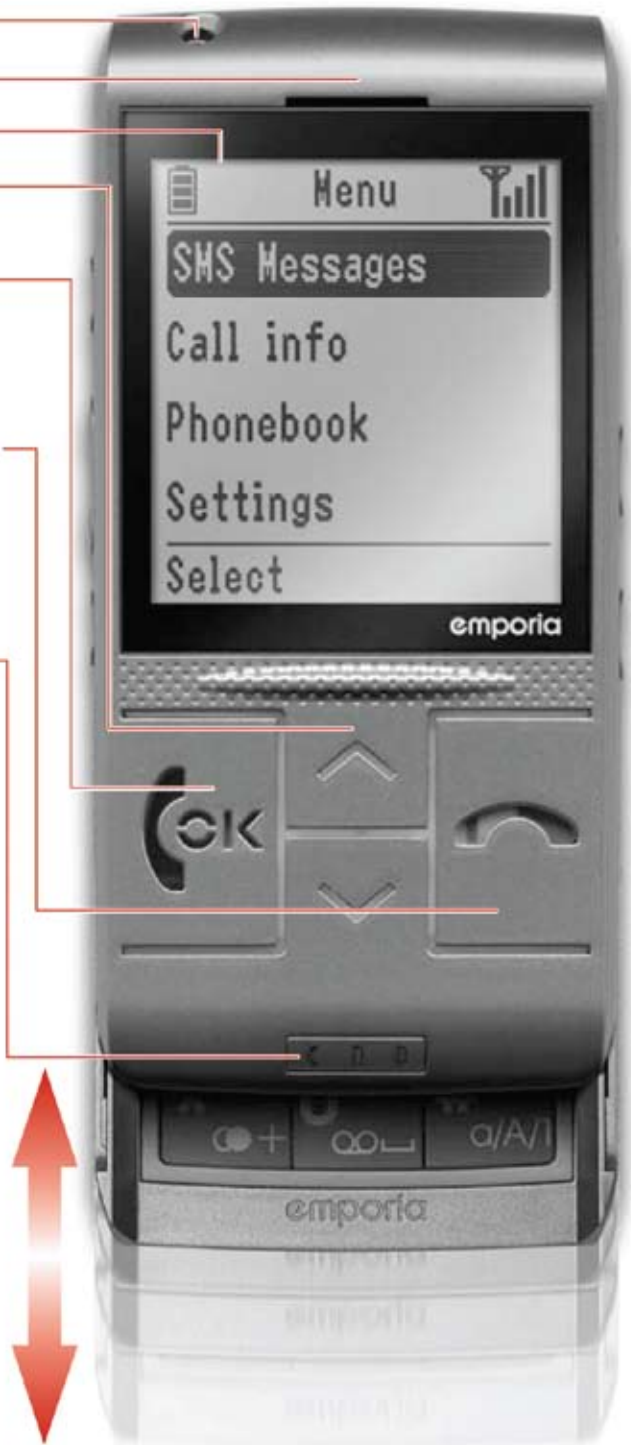 Menu
SMS Messages
Call info
Phonebook
Settings
Select
emporia
OK
+
a/A/1
emporia